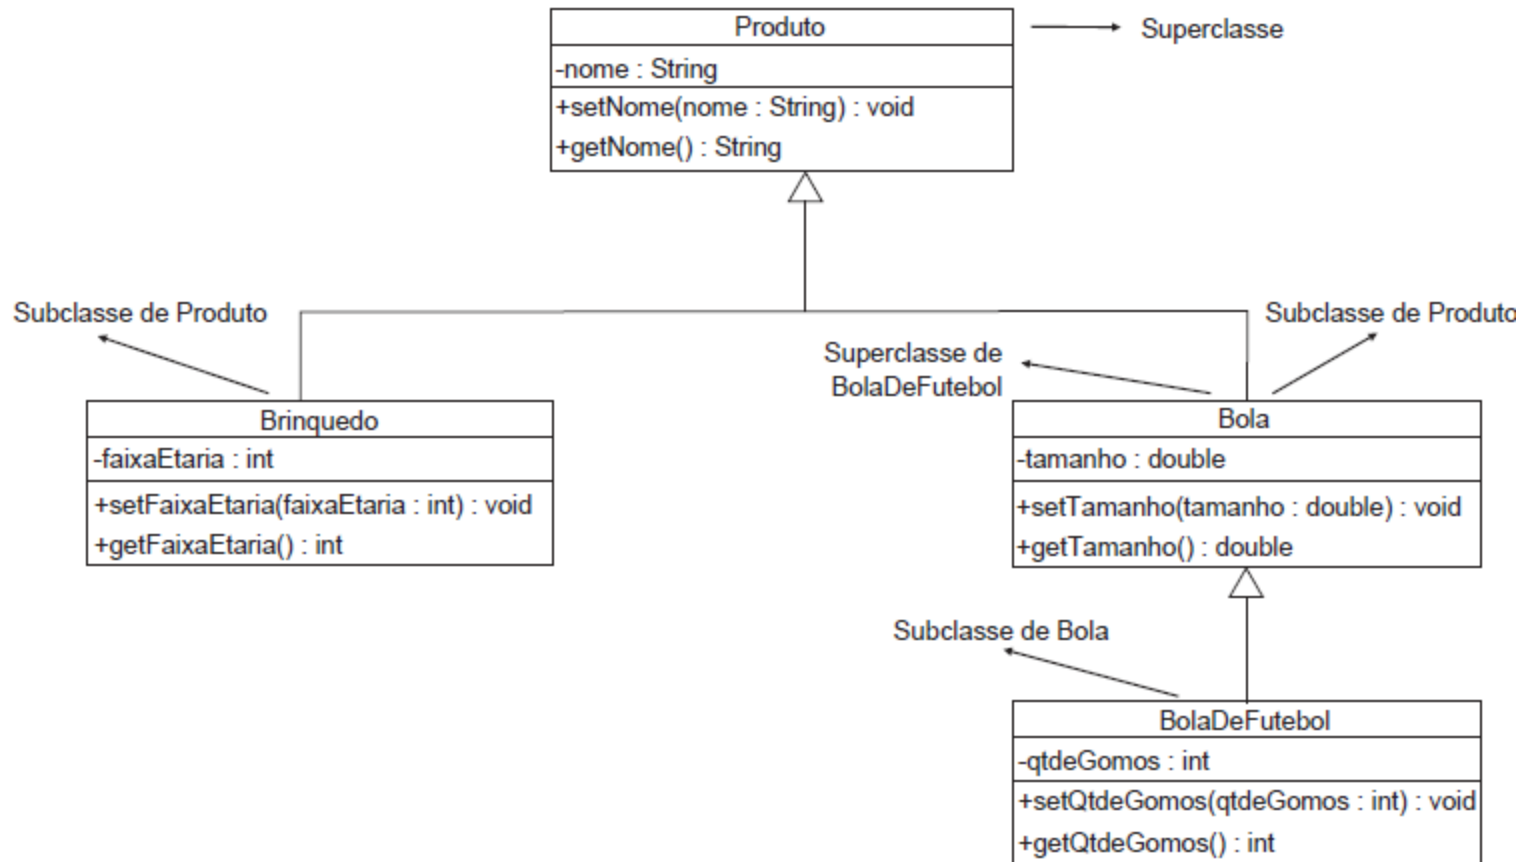 Produto
Superclasse
-nome : String
+setNome(nome : String) : void
+getNome() : String
Subclasse de Produto
Superclasse de
BolaDeFutebol
Subclasse de Produto
Brinquedo
-faixaEtaria : int
+setFaixaEtaria(faixaEtaria : int) : void
+getFaixaEtaria() : int
Bola
-tamanho : double
+setTamanho(tamanho : double) : void
+getTamanho() : double
Subclasse de Bola
BolaDeFutebol
-qtdeGomos : int
+setQtdeGomos(qtdeGomos : int) : void
+getQtdeGomos() : int